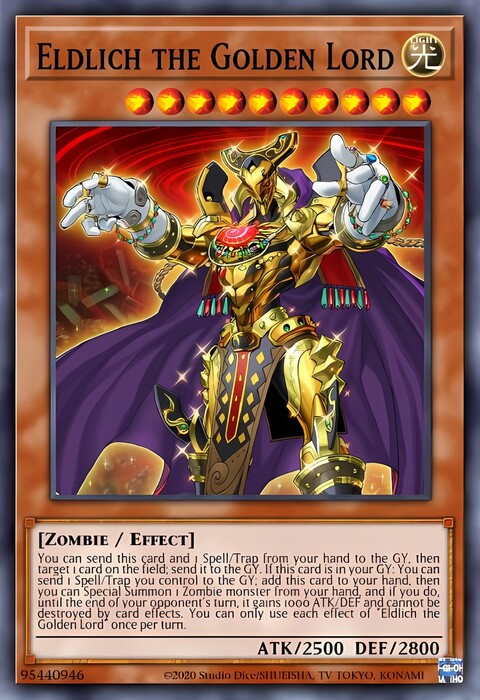 Eldlich the Golden Lord
LIGHT
光
[Zombie / Effect]
You can send this card and 1 Spell/Trap from your hand to the GY, then
target 1 card on the field; send it to the GY. If this card is in your GY: You can
send 1 Spell/Trap you control to the GY; add this card to your hand, then
you can Special Summon 1 Zombie monster from your hand, and if you do,
until the end of your opponent's turn, it gains 1000 ATK/DEF and cannot be
destroyed by card effects. You can only use each effect of "Eldlich the
Golden Lord" once per turn.
ATK/2500 DEF/2800
95440946 ©2020 Studio Dice/SHUEISHA, TV TOKYO, KONAMI